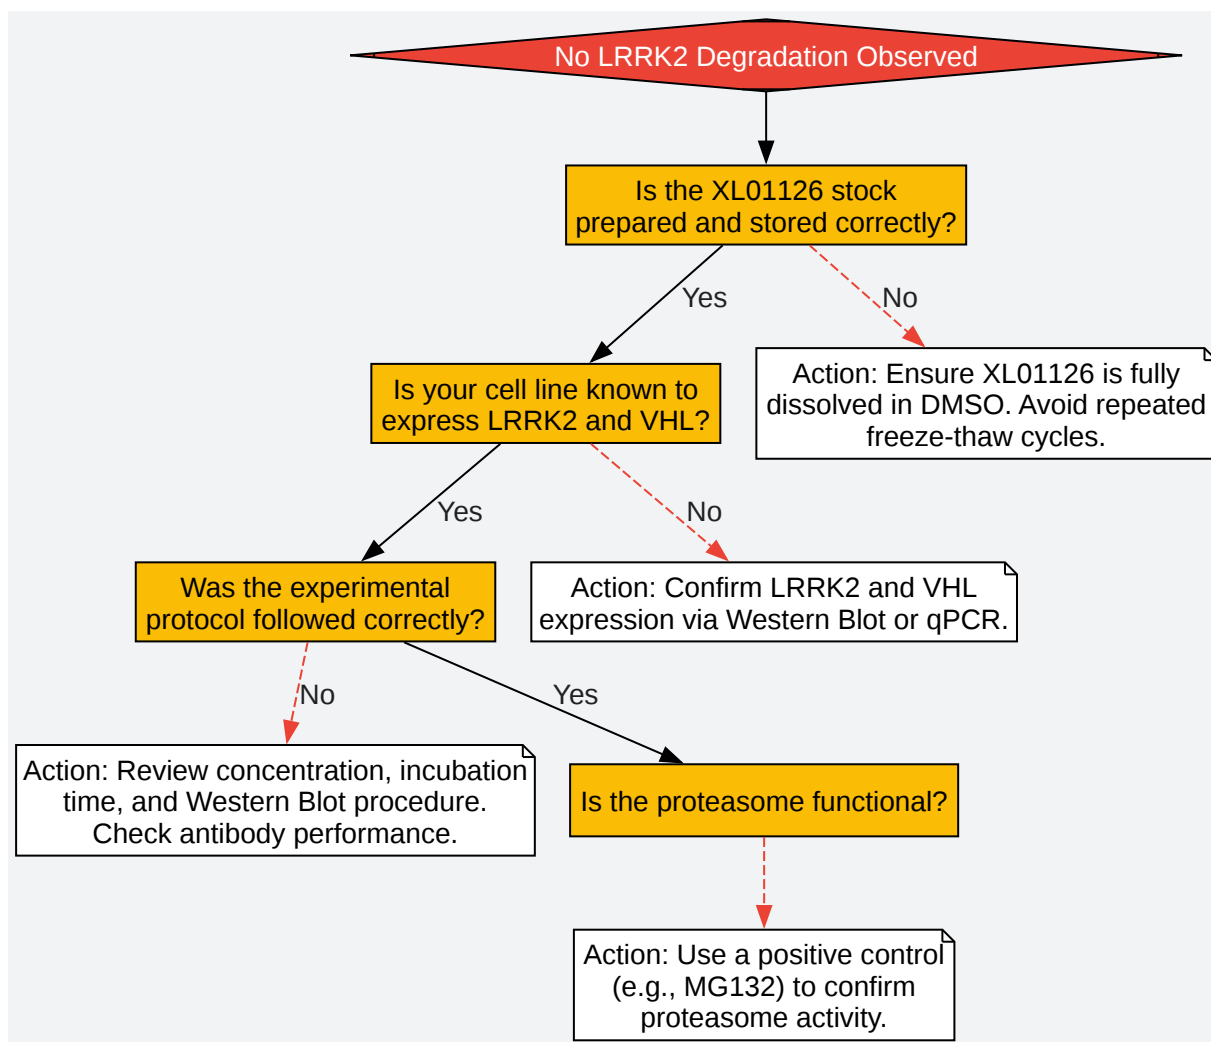 No LRRK2 Degradation Observed
Is the XL01126 stock
prepared and stored correctly?
Yes
No
Is your cell line known to
express LRRK2 and VHL?
Action: Ensure XL01126 is fully
dissolved in DMSO. Avoid repeated
freeze-thaw cycles.
Yes
No
Was the experimental
protocol followed correctly?
Action: Confirm LRRK2 and VHL
expression via Western Blot or qPCR.
No
Yes
Action: Review concentration, incubation
time, and Western Blot procedure.
Check antibody performance.
Is the proteasome functional?
Action: Use a positive control
(e.g., MG132) to confirm
proteasome activity.